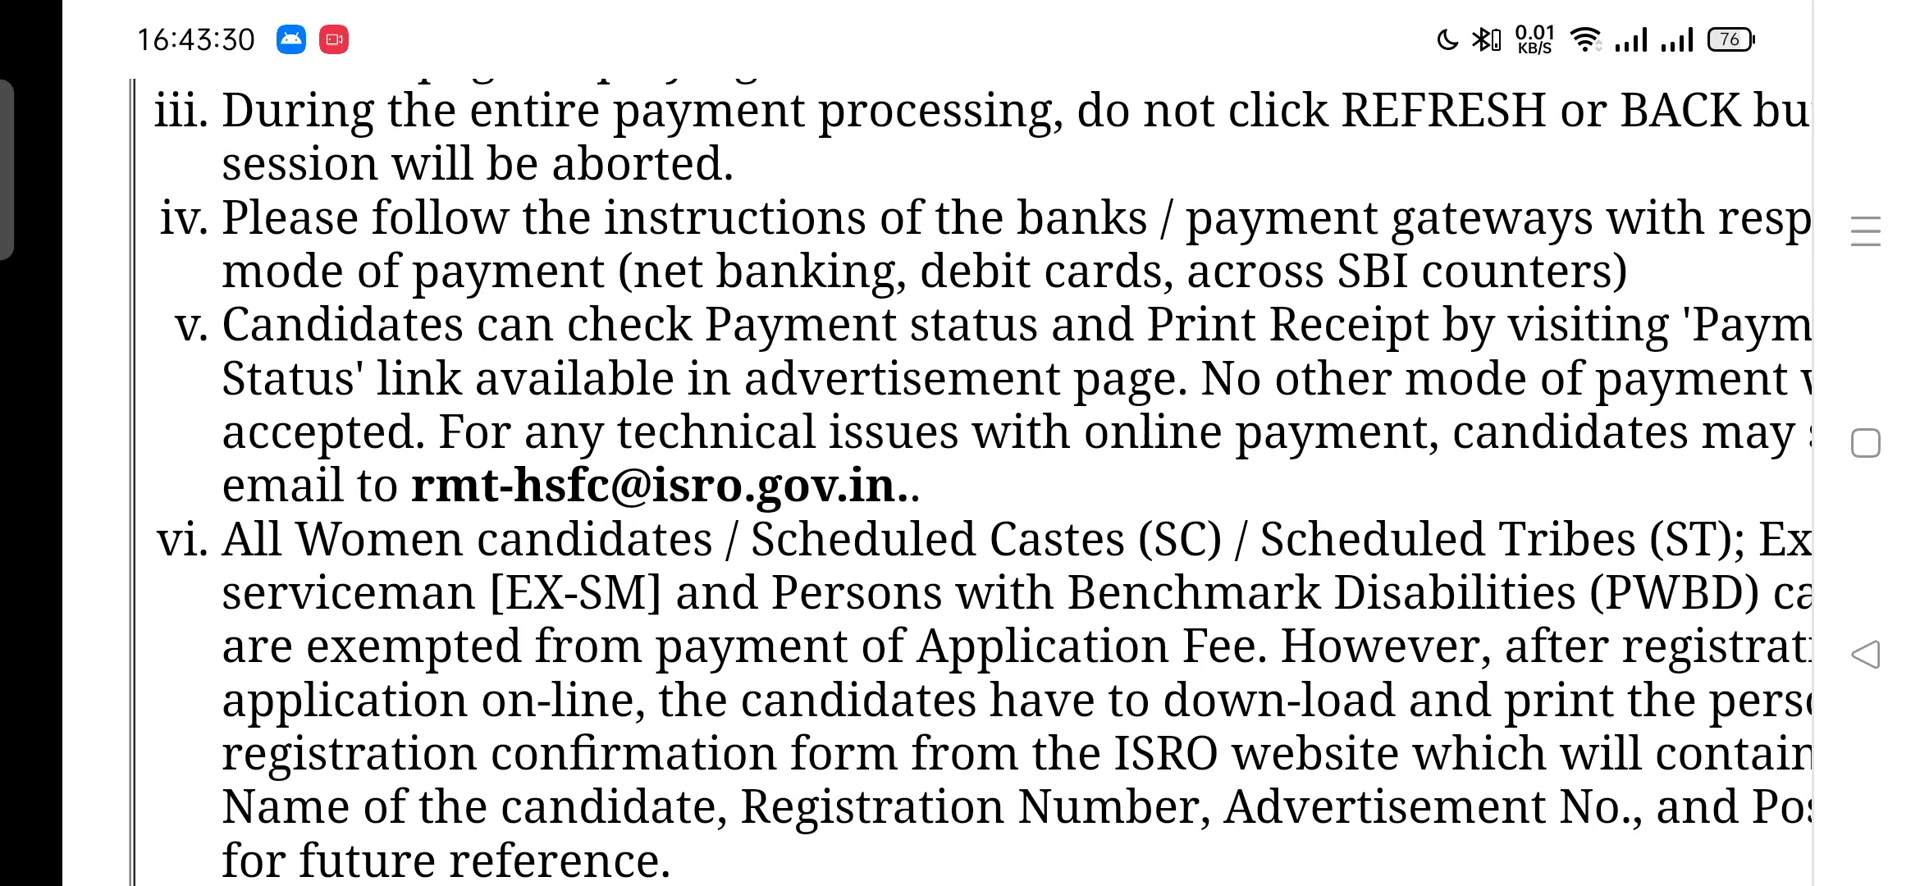 16:43:30
0.01
KB/S
76
iii. During the entire payment processing, do not click REFRESH or BACK bu
session will be aborted.
iv. Please follow the instructions of the banks / payment gateways with resp
mode of payment (net banking, debit cards, across SBI counters)
v. Candidates can check Payment status and Print Receipt by visiting 'Paym
Status' link available in advertisement page. No other mode of payment
accepted. For any technical issues with online payment, candidates may
email to rmt-hsfc@isro.gov.in..
vi. All Women candidates / Scheduled Castes (SC) / Scheduled Tribes (ST); Ex
serviceman [EX-SM] and Persons with Benchmark Disabilities (PWBD) ca
are exempted from payment of Application Fee. However, after registrati
application on-line, the candidates have to down-load and print the perso
registration confirmation form from the ISRO website which will contain
Name of the candidate, Registration Number, Advertisement No., and Pos
for future reference.